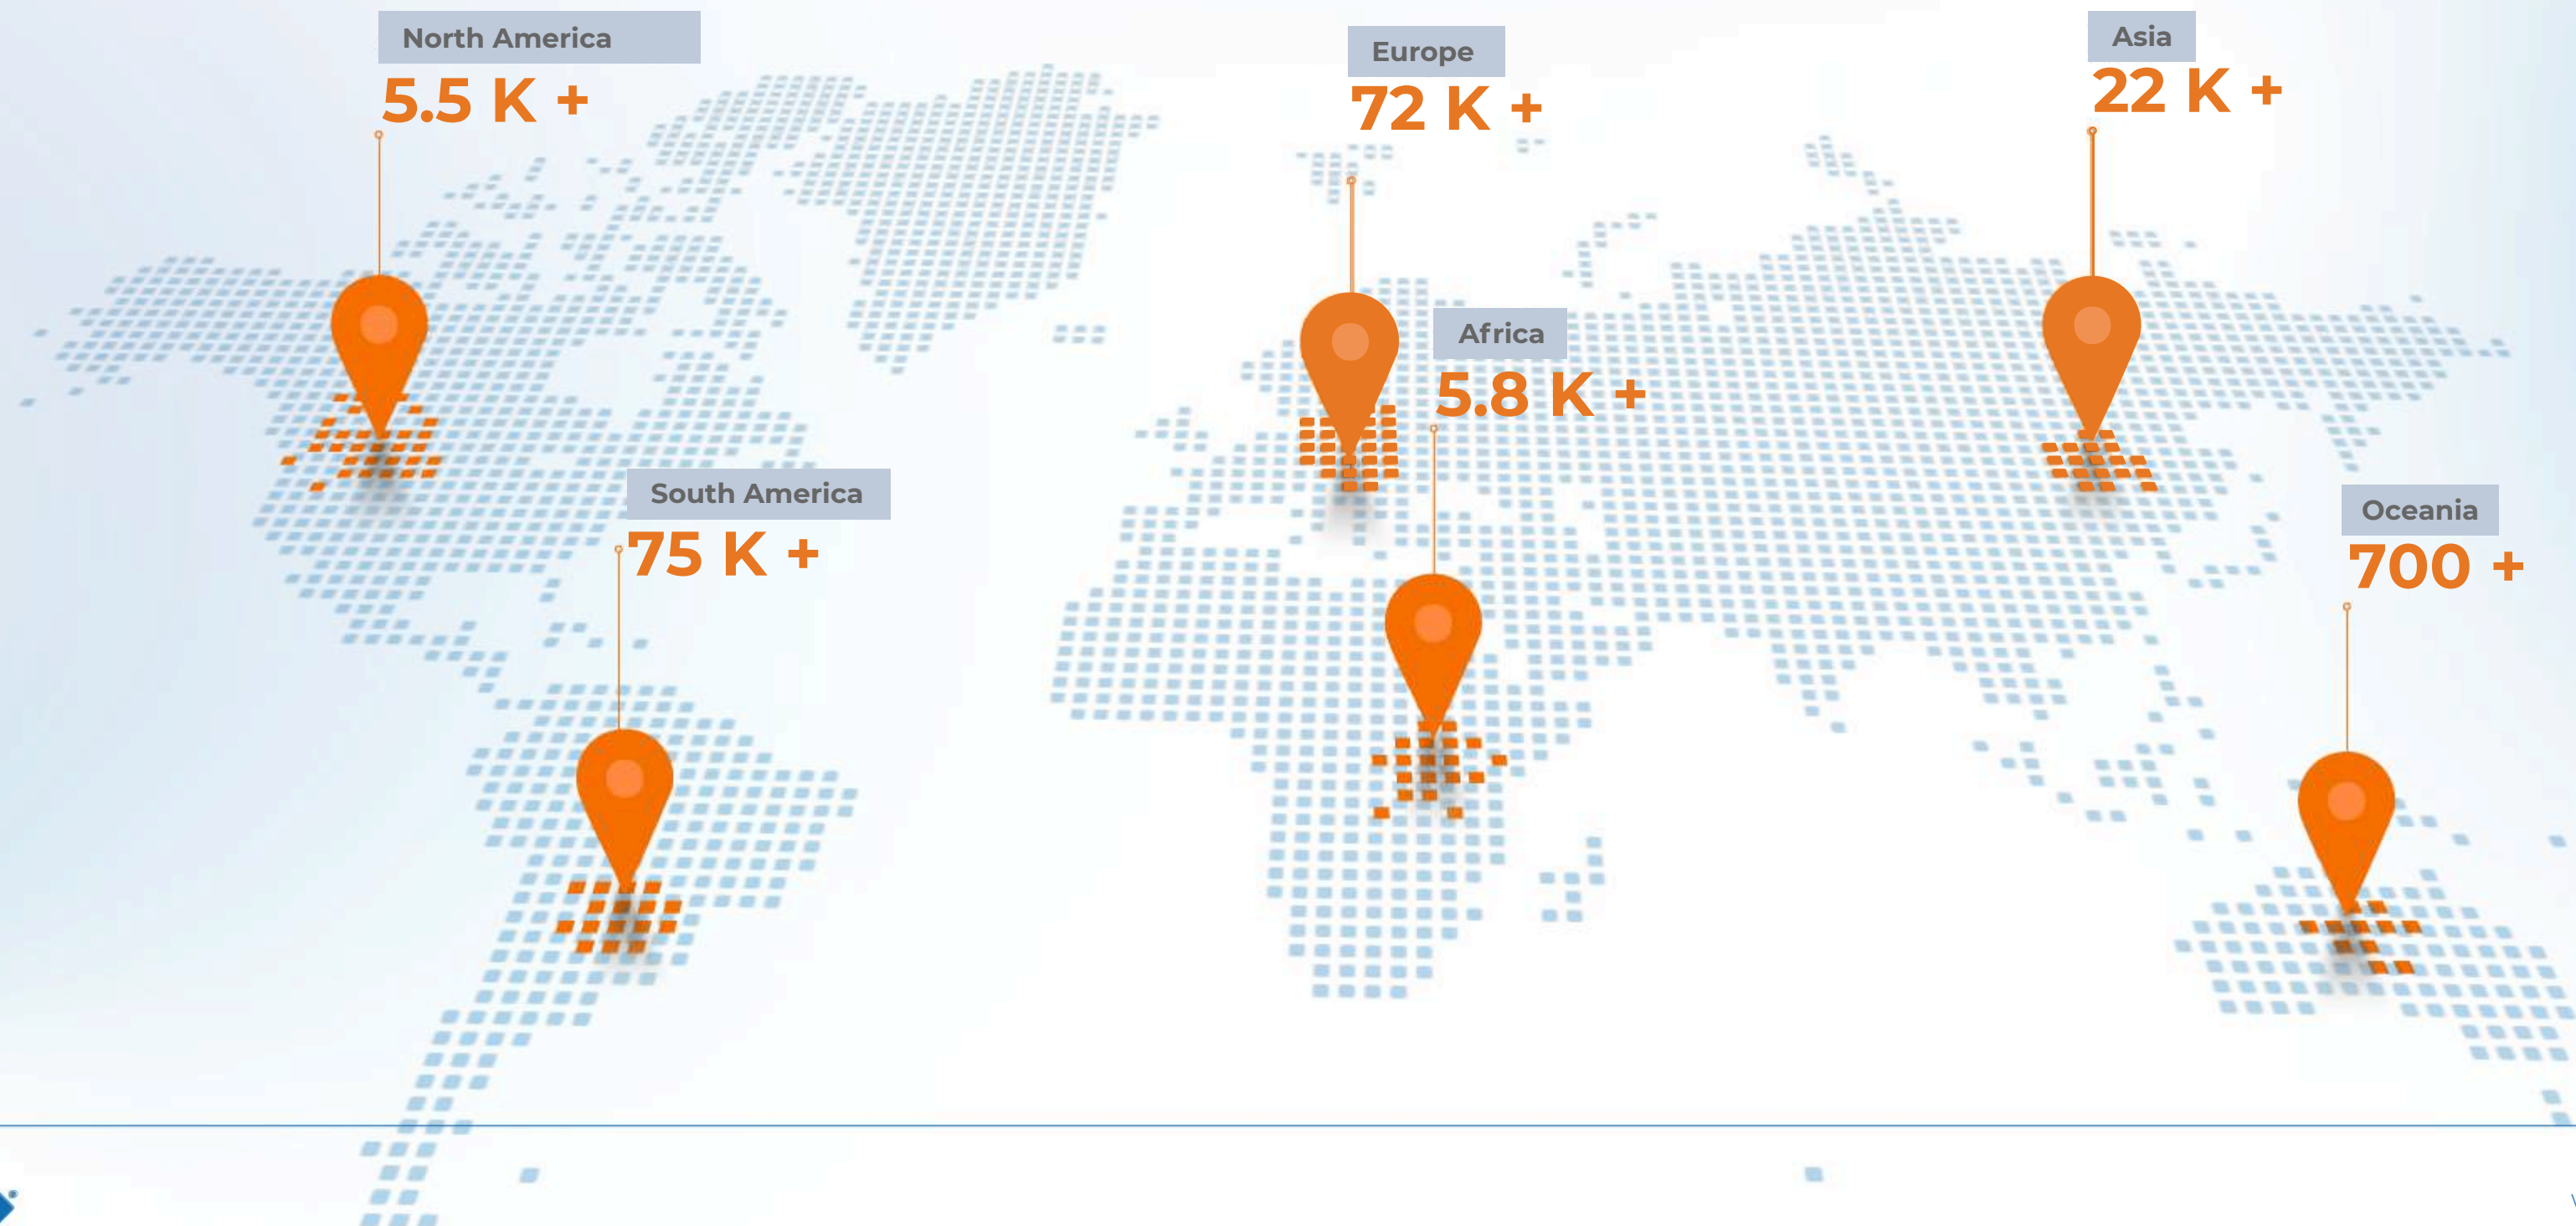 North America
5.5 K +
Europe
72 K +
Asia
22 K +
Africa
5.8 K +
South America
75 K +
Oceania
700 +